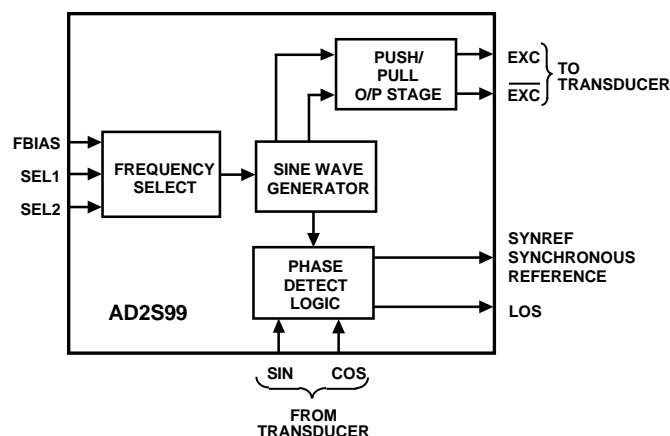 PUSH/
PULL
O/P STAGE
EXC
EXC
TO
TRANSDUCER
FBIAS
SEL1
SEL2
FREQUENCY
SELECT
SINE WAVE
GENERATOR
PHASE
DETECT
LOGIC
SYNREF
SYNCHRONOUS
REFERENCE
LOS
AD2S99
SIN
COS
FROM
TRANSDUCER